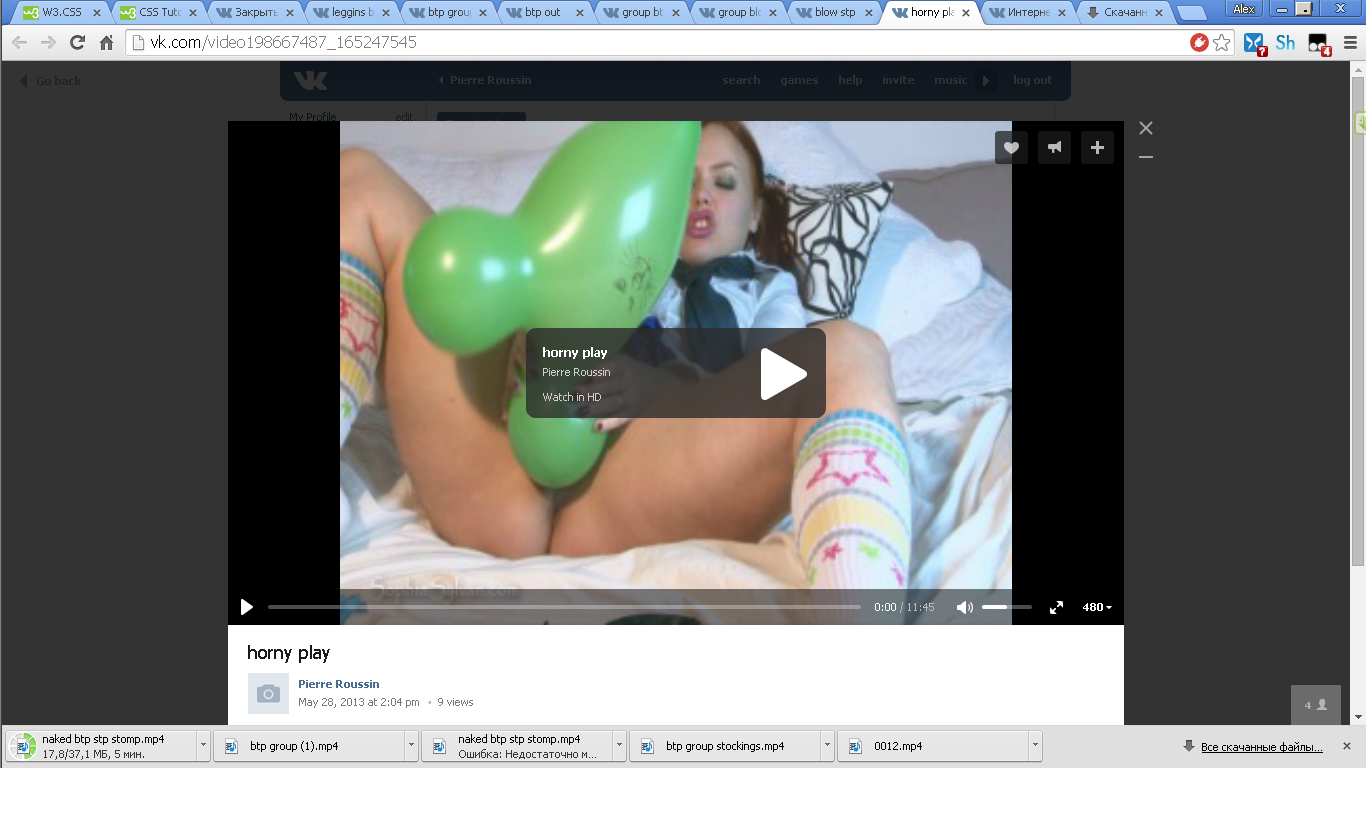 W3.CSS
CSS Tuto
Закрыть
leggins b
btp group
btp out
group bt
group blo
blow stp
horny pla
Интерне
Скачанн
Alex
vk.com/video198667487_165247545
Sh
?
4
Go back
Pierre Roussin
search
games
help
invite
music
log out
My Profile
edit
horny play
Pierre Roussin
Watch in HD
SophiaSylvan.com
0:00 / 11:45
480
horny play
Pierre Roussin
May 28, 2013 at 2:04 pm • 9 views
4
naked btp stp stomp.mp4
17,8/37,1 МБ, 5 мин.
btp group (1).mp4
naked btp stp stomp.mp4
Ошибка: Недостаточно м...
btp group stockings.mp4
0012.mp4
Все скачанные файлы...